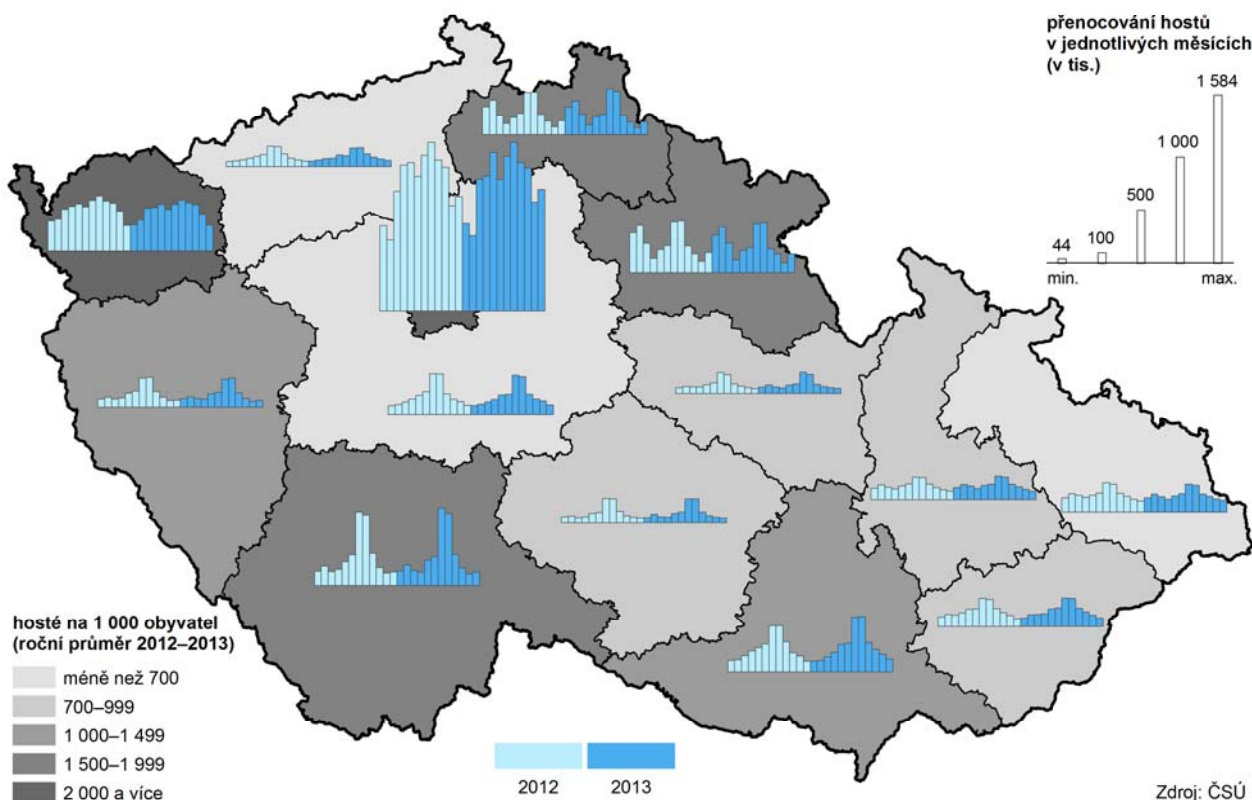 přenocování hostů
v jednotlivých měsících
(v tis.)
1 584
1 000
500
100
44
min.
max.
hosté na 1 000 obyvatel
(roční průměr 2012–2013)
méně než 700
700–999
1 000–1 499
1 500–1 999
2 000 a více
2012
2013
Zdroj: ČSÚ